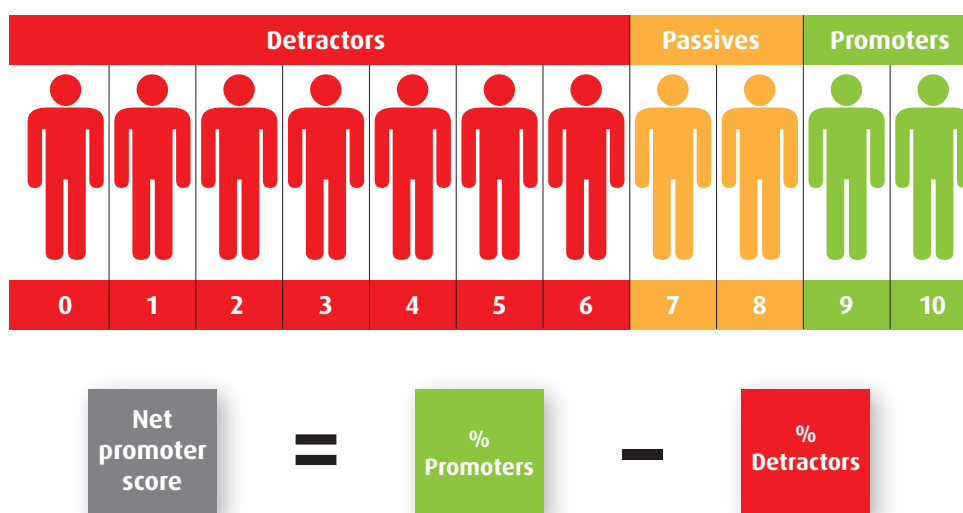 Detractors Passives Promoters
0 1 2 3 4 5 6 7 8 9 10
Net
promoter
score
=
%
Promoters
–
%
Detractors